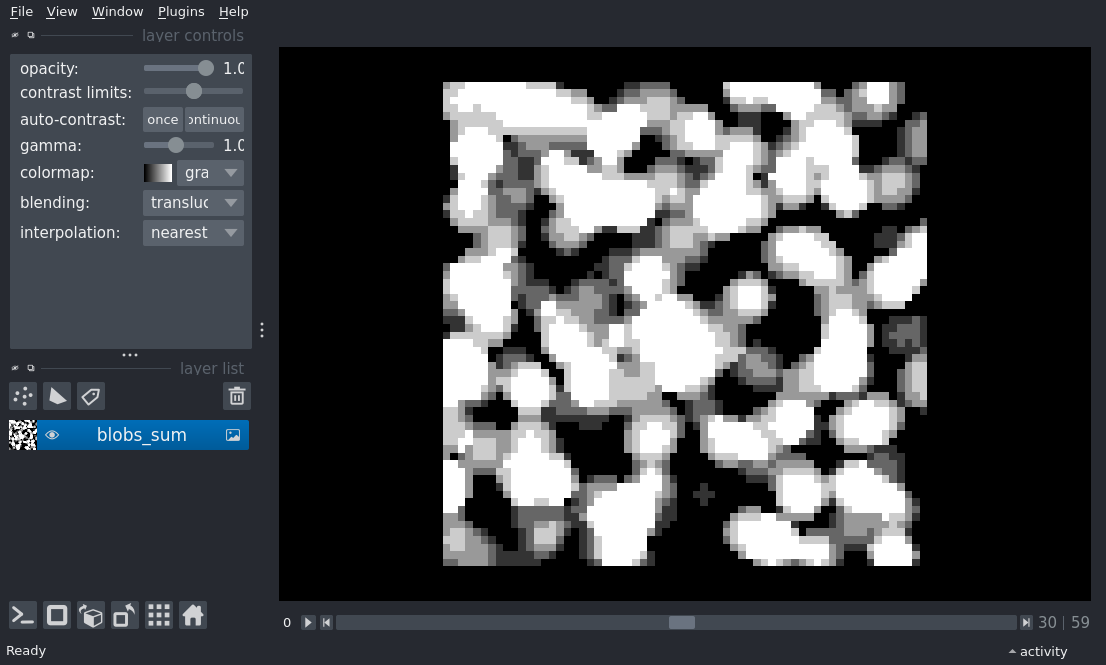 File View Window Plugins Help
layer controls
opacity: 1.0
contrast limits:
auto-contrast: once ontinuou
gamma: 1.0
colormap: gra
blending: transluc
interpolation: nearest
layer list
blobs_sum
0 30 | 59
Ready activity